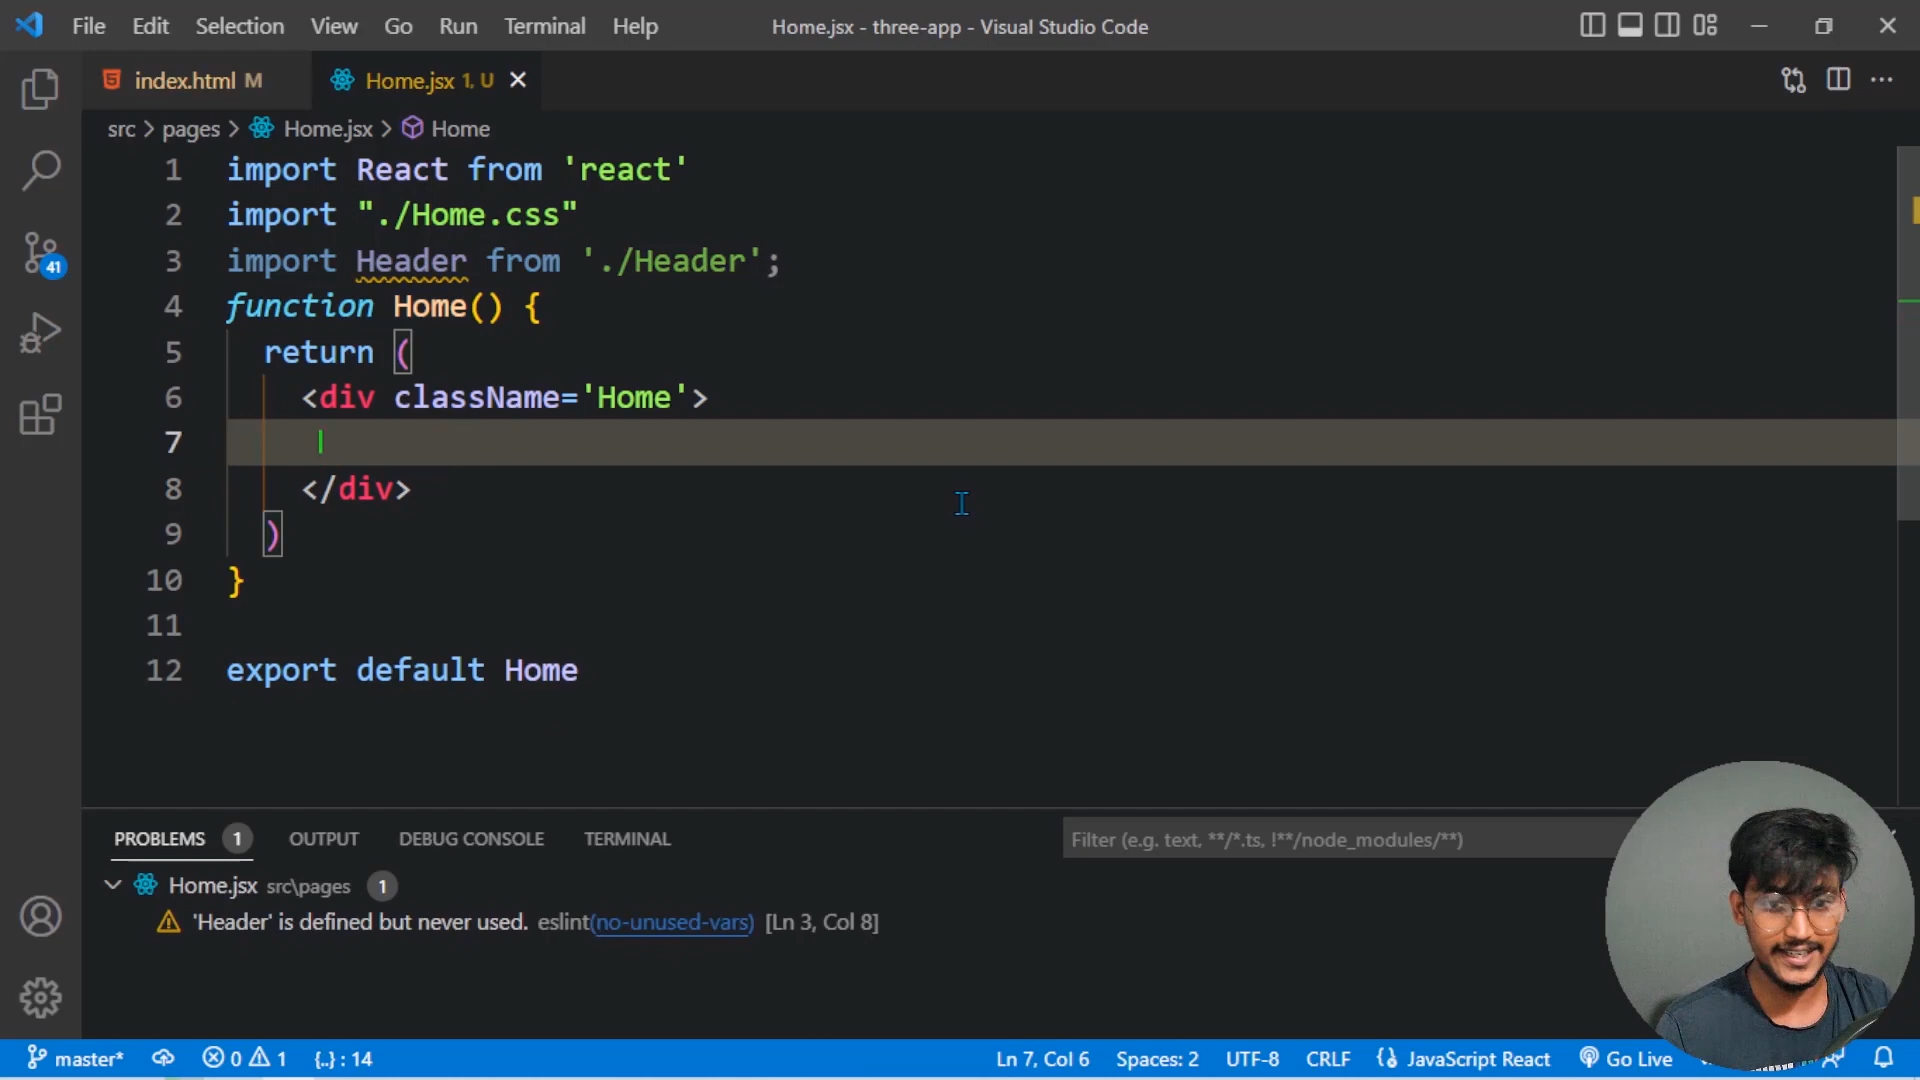 File Edit Selection View Go Run Terminal Help Home.jsx - three-app - Visual Studio Code
index.html M Home.jsx 1, U
src > pages > Home.jsx > Home
1 import React from 'react'
2 import "./Home.css"
3 import Header from './Header';
4 function Home() {
5 return (
6 <div className='Home'>
7
8 </div>
9 )
10 }
11
12 export default Home
41
PROBLEMS 1 OUTPUT DEBUG CONSOLE TERMINAL Filter (e.g. text, **/*.ts, !**/node_modules/**)
Home.jsx src\pages 1
'Header' is defined but never used. eslint(no-unused-vars) [Ln 3, Col 8]
master* 0 1 {..} : 14 Ln 7, Col 6 Spaces: 2 UTF-8 CRLF JavaScript React Go Live